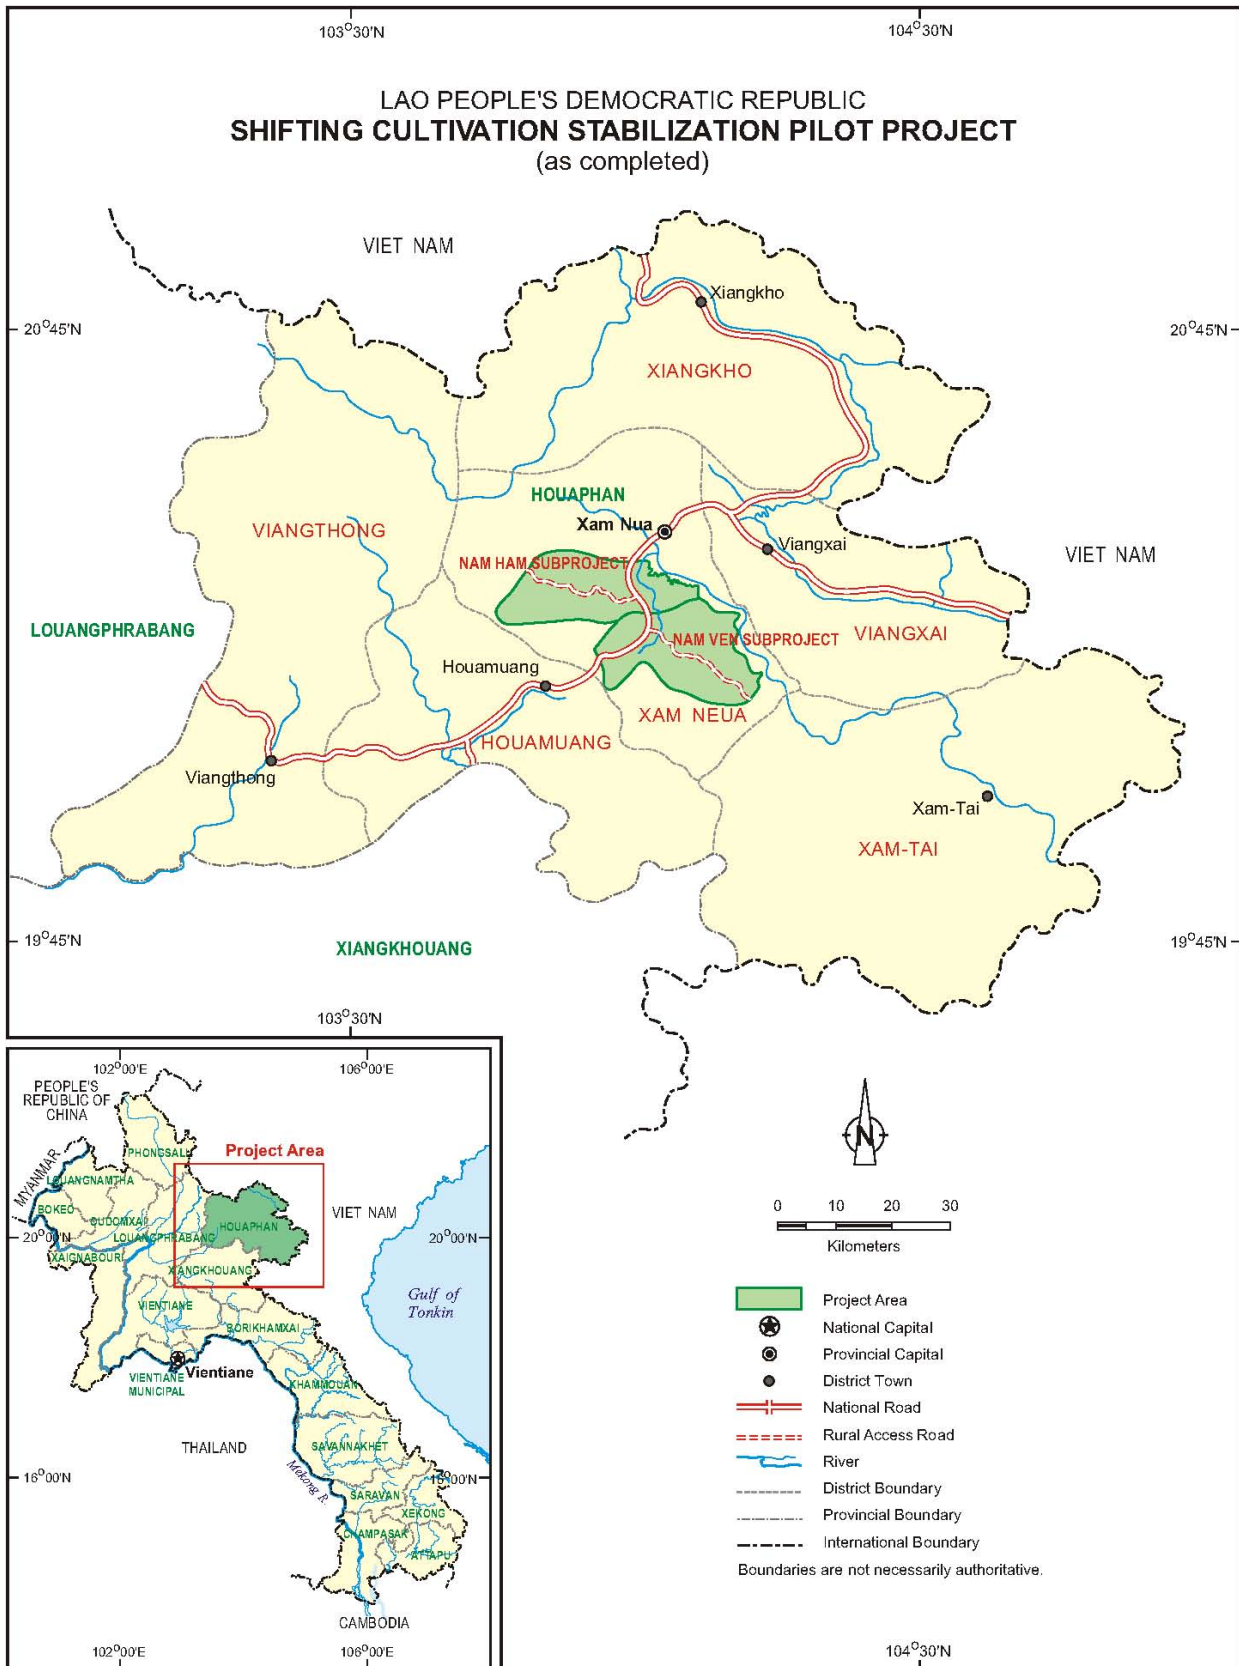 103°30'N
104°30'N
LAO PEOPLE'S DEMOCRATIC REPUBLIC
SHIFTING CULTIVATION STABILIZATION PILOT PROJECT
(as completed)
VIET NAM
Xiangkho
20°45'N
20°45'N
XIANGKHO
HOUAPHAN
Xam Nua
VIANGTHONG
Viangxai
VIET NAM
NAM HAM SUBPROJECT
LOUANGPHRABANG
VIANGXAI
NAM VEN SUBPROJECT
Houamuang
XAM NEUA
HOUAMUANG
Viangthong
Xam-Tai
XAM-TAI
19°45'N
19°45'N
XIANGKHOUANG
103°30'N
102°00'E
106°00'E
PEOPLE'S
REPUBLIC OF
CHINA
MYANMAR
PHONGSALI
Project Area
LOUANGNAMTHA
BOKEO
OUDOMXAI
VIET NAM
HOUAPHAN
20°00'N
LOUANGPHRABANG
20°00'N
XAIGNABOURI
XIANGKHOUANG
Gulf of
Tonkin
VIENTIANE
BORIKHAMXAI
Vientiane
VIENTIANE
MUNICIPAL
KHAMMOUAN
THAILAND
SAVANNAKHET
Mekong R.
16°00'N
16°00'N
SARAVAN
XEKONG
CHAMPASAK
ATTAPU
CAMBODIA
102°00'E
106°00'E
N
0 10 20 30
Kilometers
Project Area
National Capital
Provincial Capital
District Town
National Road
Rural Access Road
River
District Boundary
Provincial Boundary
International Boundary
Boundaries are not necessarily authoritative.
104°30'N